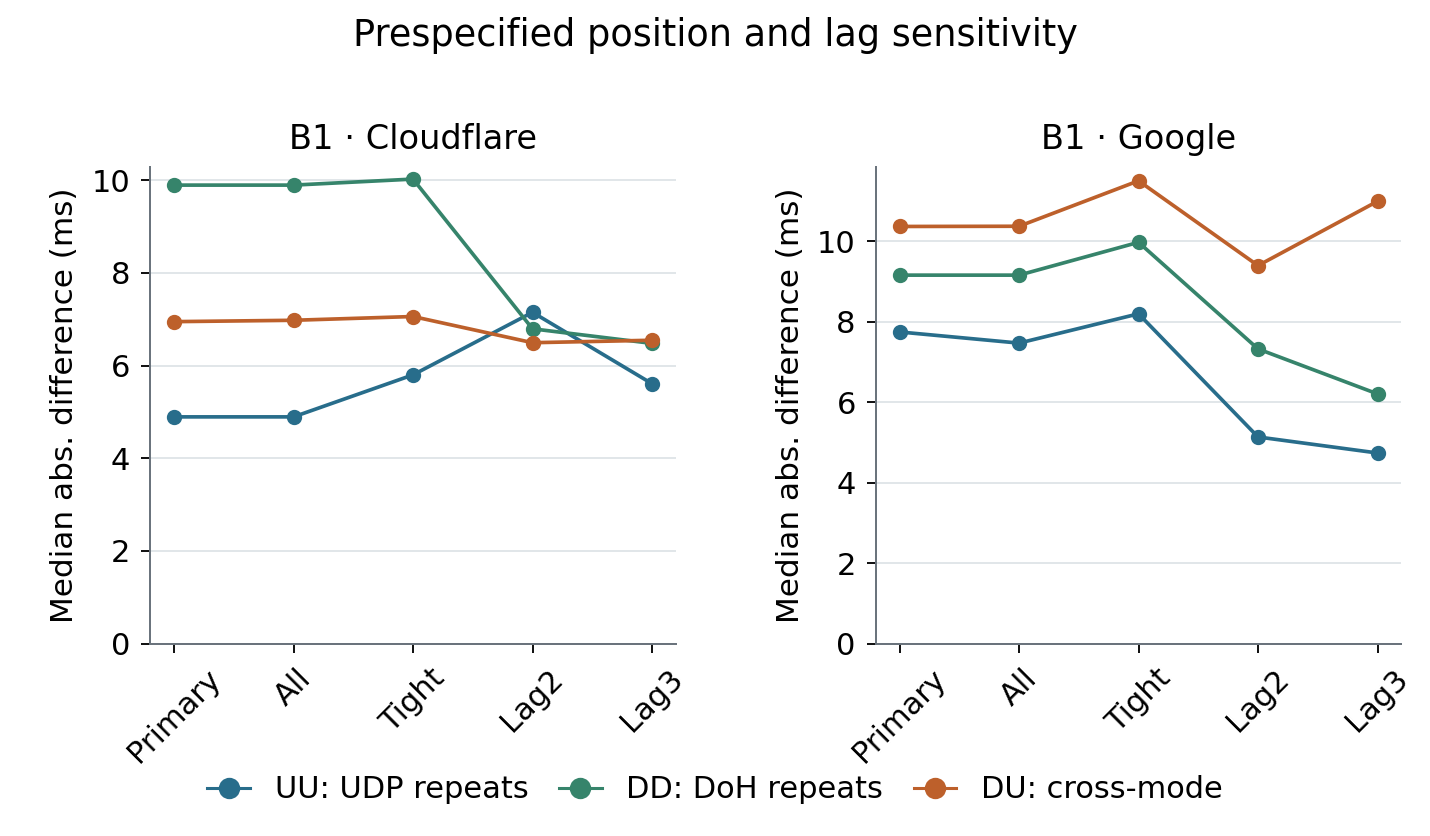 Prespecified position and lag sensitivity
B1 · Cloudflare
Median abs. difference (ms)
10
8
6
4
2
0
Primary
All
Tight
Lag2
Lag3
B1 · Google
Median abs. difference (ms)
10
8
6
4
2
0
Primary
All
Tight
Lag2
Lag3
UU: UDP repeats
DD: DoH repeats
DU: cross-mode